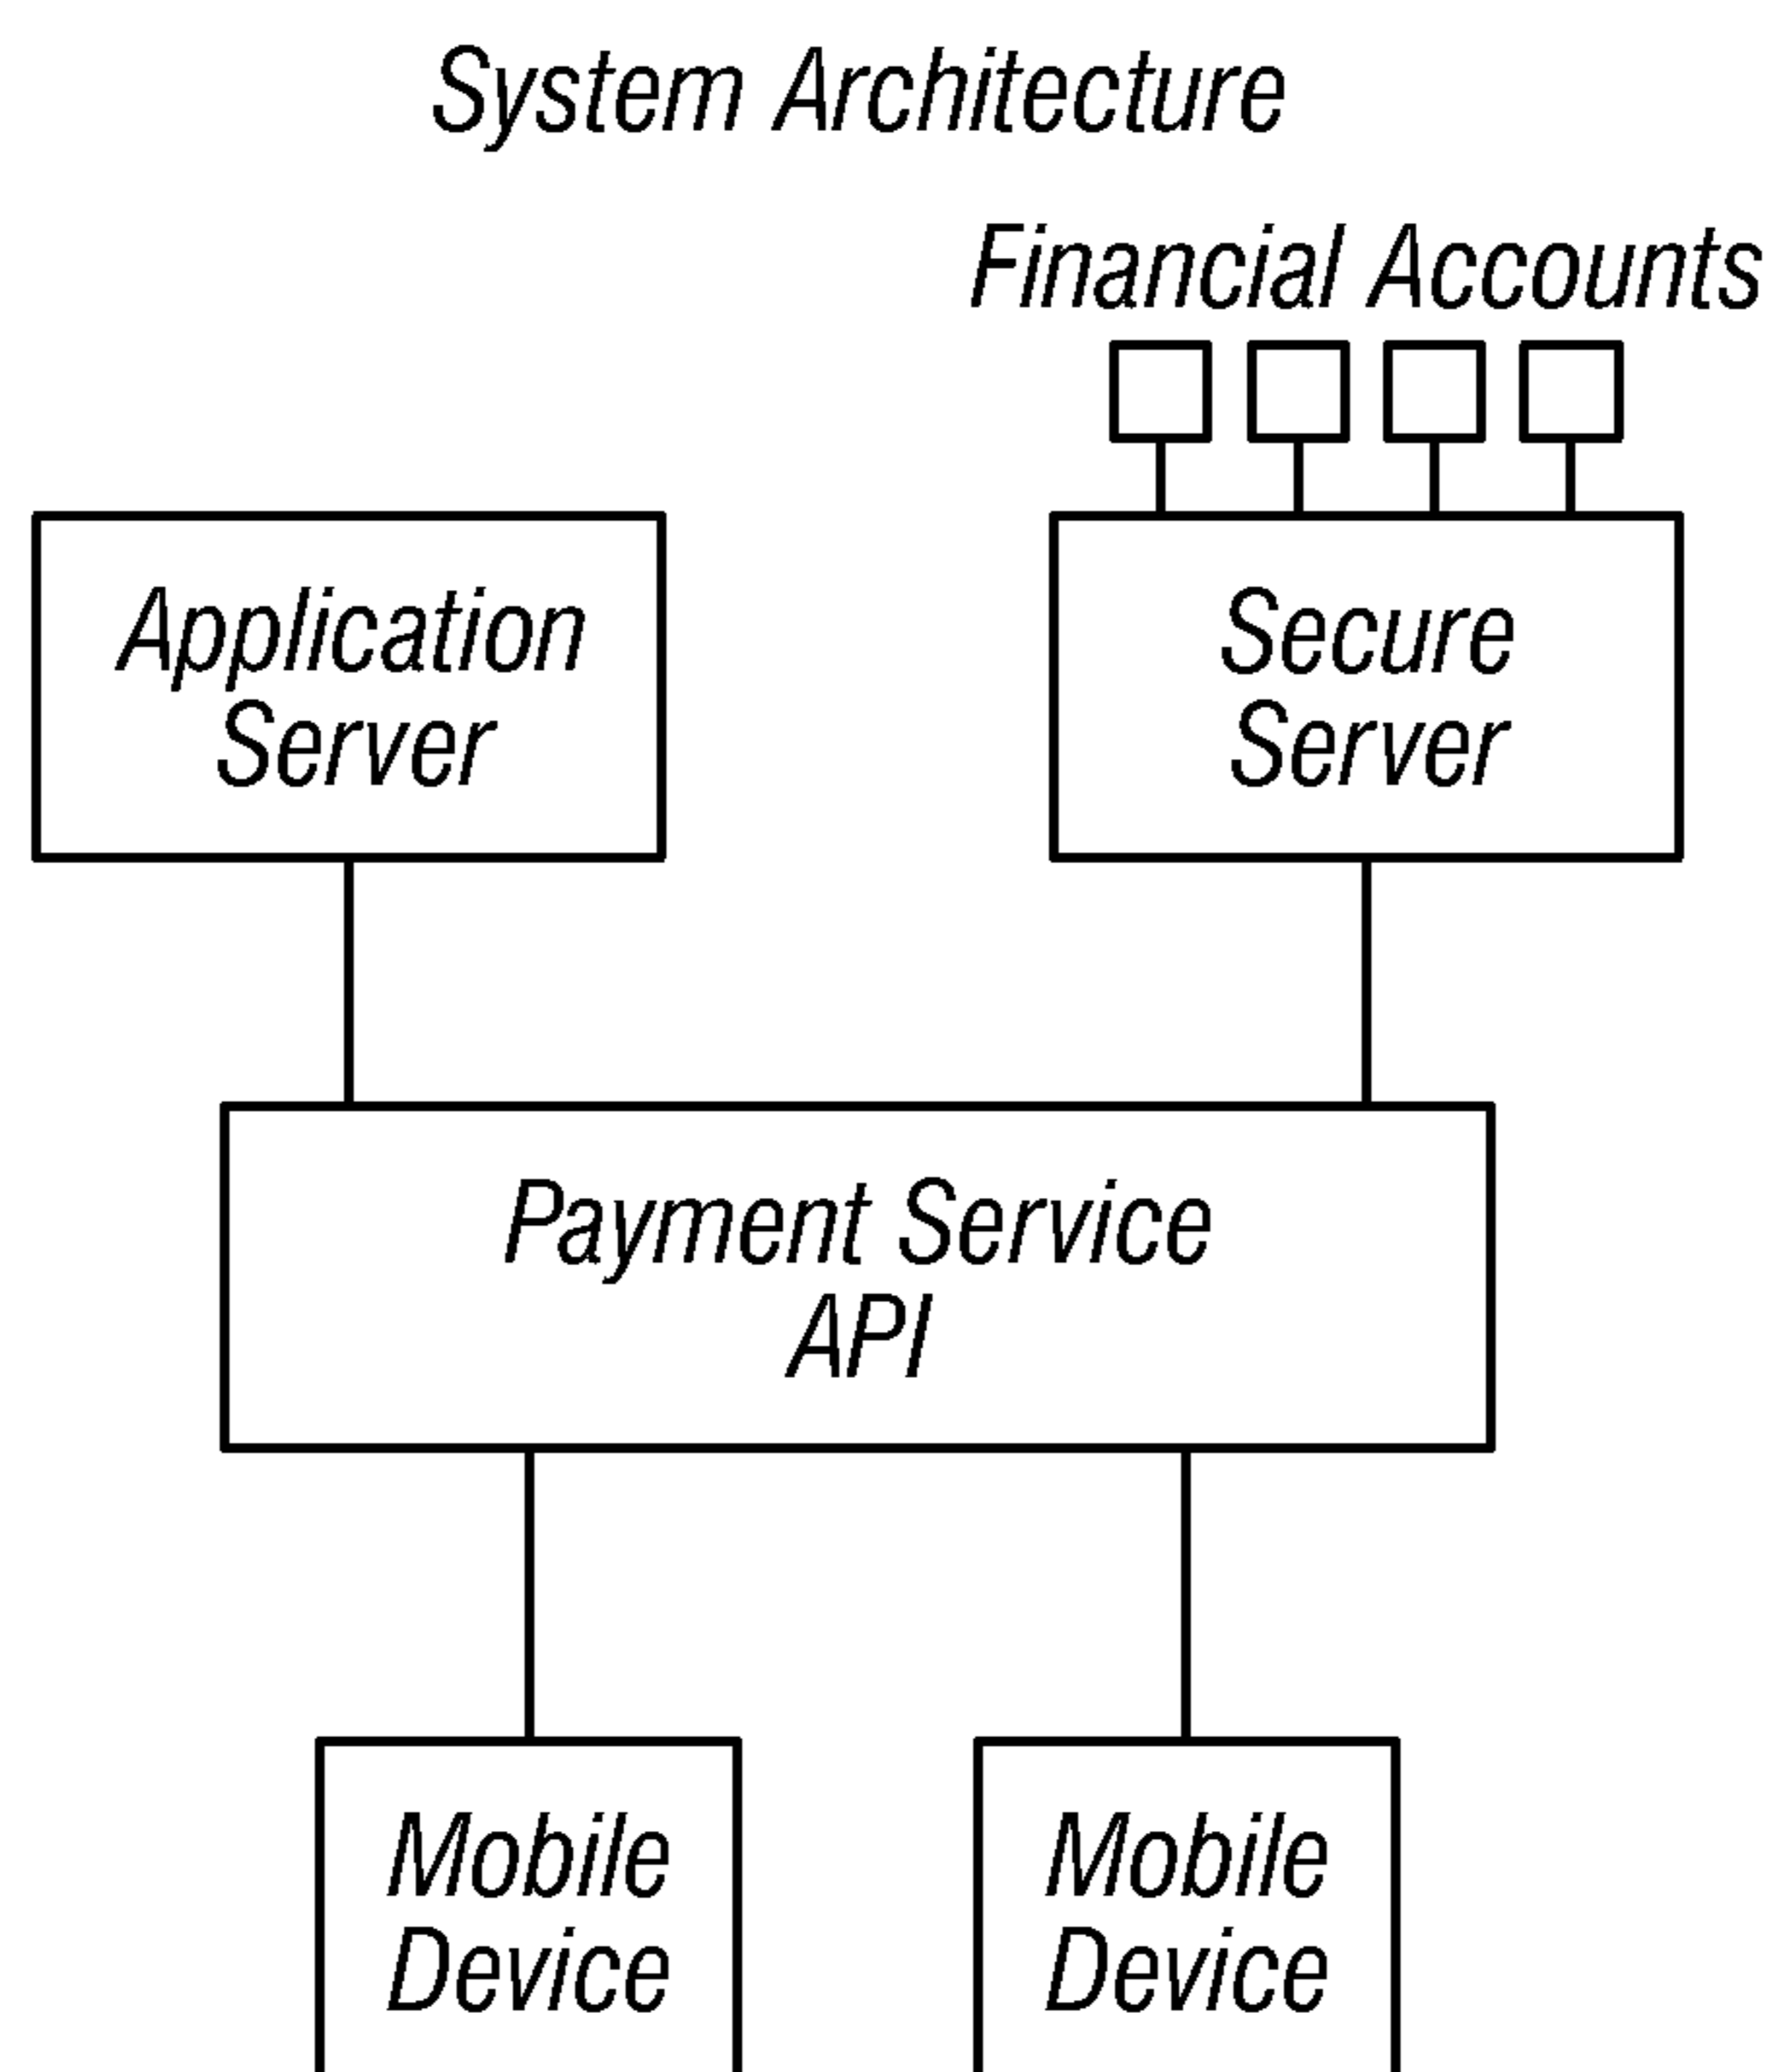 System Architecture
Financial Accounts
Application
Server
Secure
Server
Payment Service
API
Mobile
Device
Mobile
Device